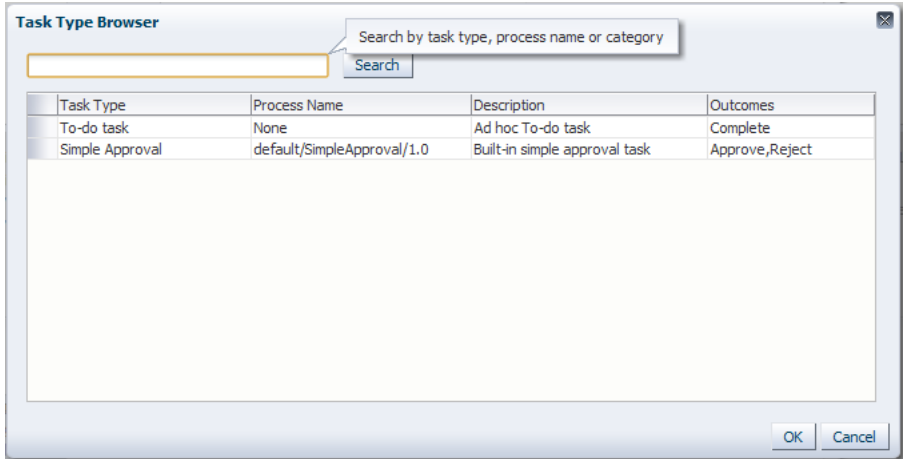 Task Type Browser
Search by task type, process name or category
Search
Task Type Process Name Description Outcomes
To-do task None Ad hoc To-do task Complete
Simple Approval default/SimpleApproval/1.0 Built-in simple approval task Approve,Reject
OK Cancel